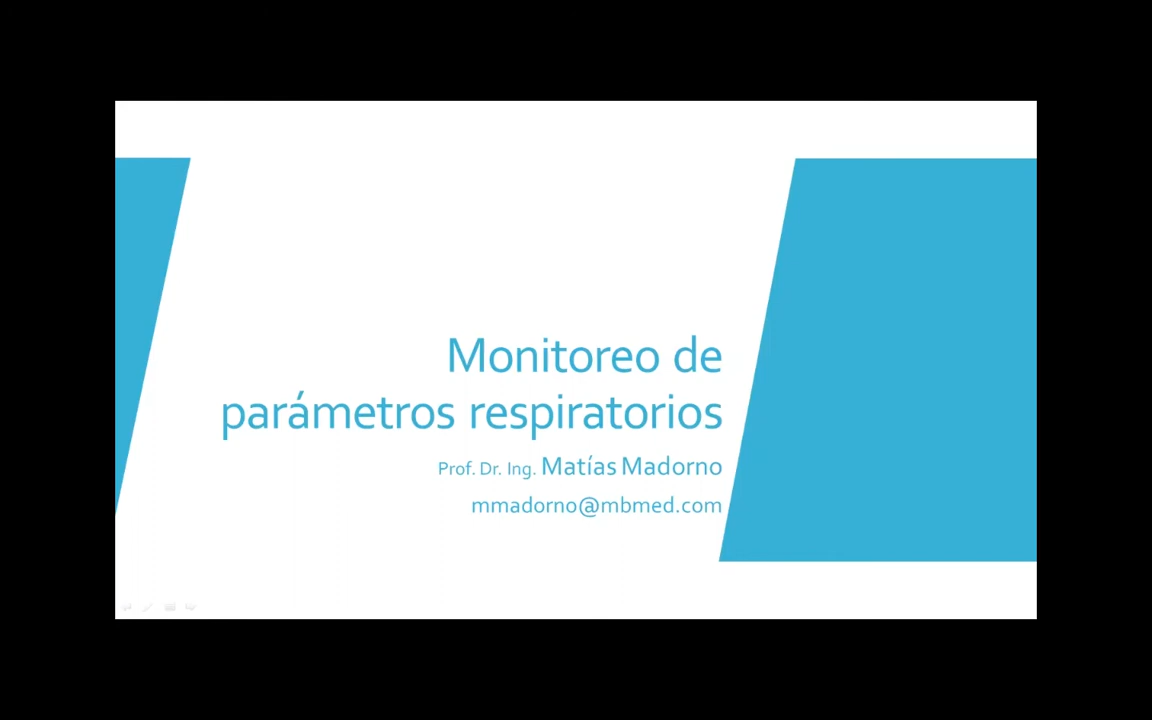 Monitoreo de
parámetros respiratorios
Prof. Dr. Ing. Matías Madorno
mmadorno@mbmed.com